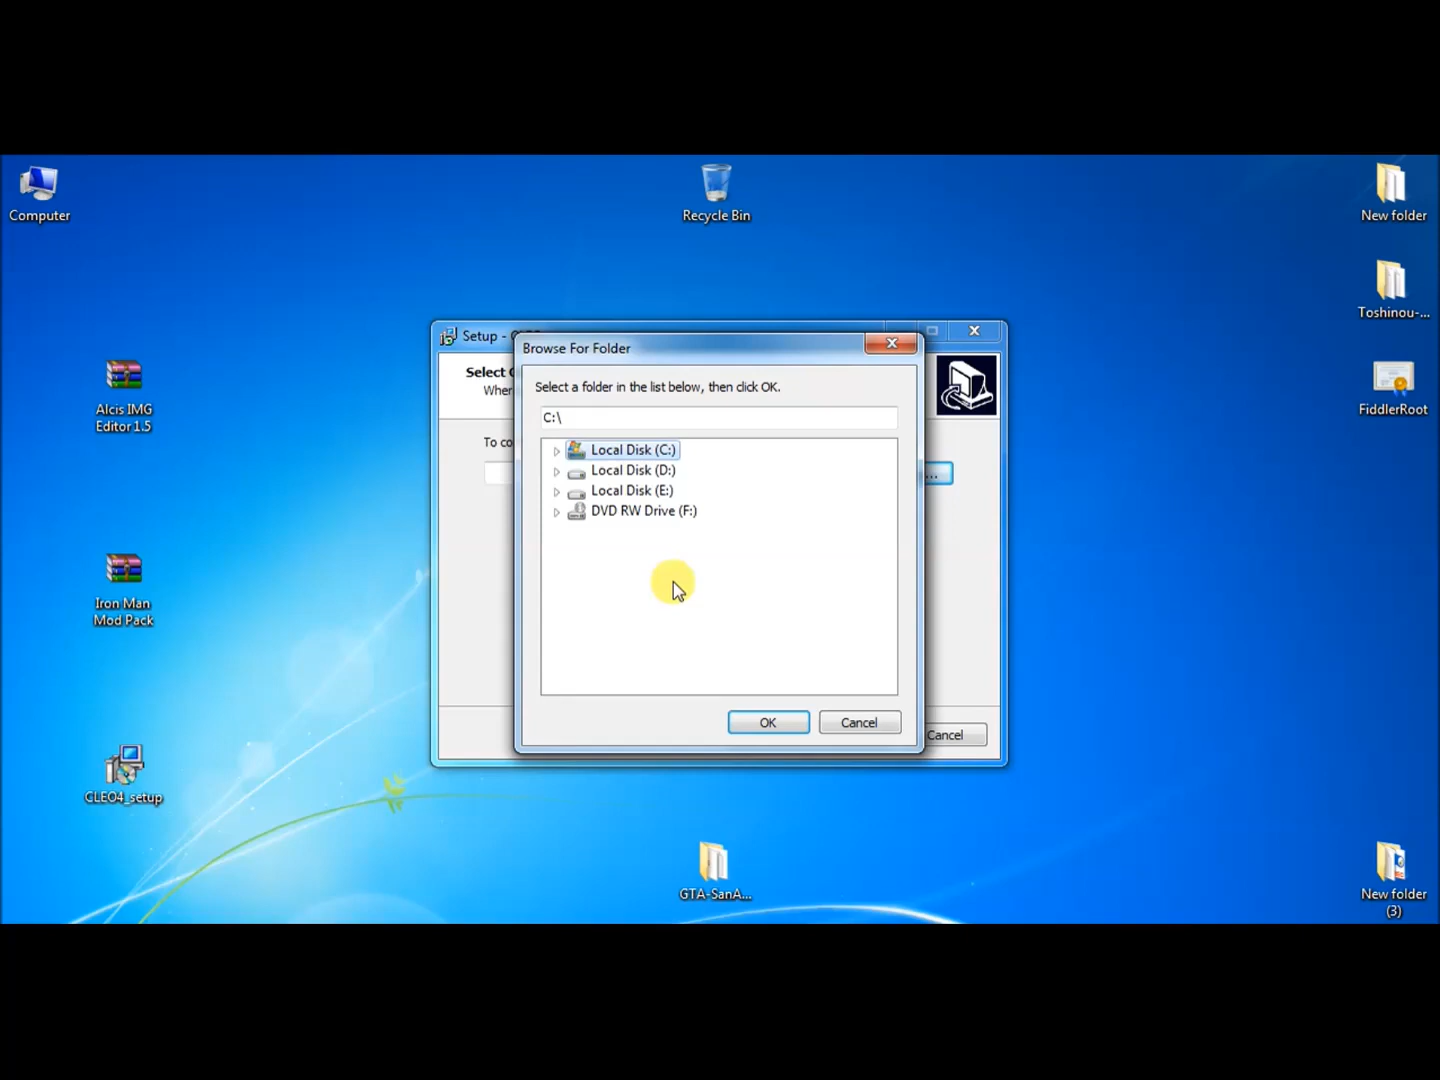 Computer
Recycle Bin
New folder
Toshinou-...
FiddlerRoot
Alcis IMG
Editor 1.5
Iron Man
Mod Pack
CLEO4_setup
GTA-SanA...
New folder
(3)
Setup -
Select
Wher
To co
...
Cancel
Browse For Folder
Select a folder in the list below, then click OK.
C:\
Local Disk (C:)
Local Disk (D:)
Local Disk (E:)
DVD RW Drive (F:)
OK
Cancel